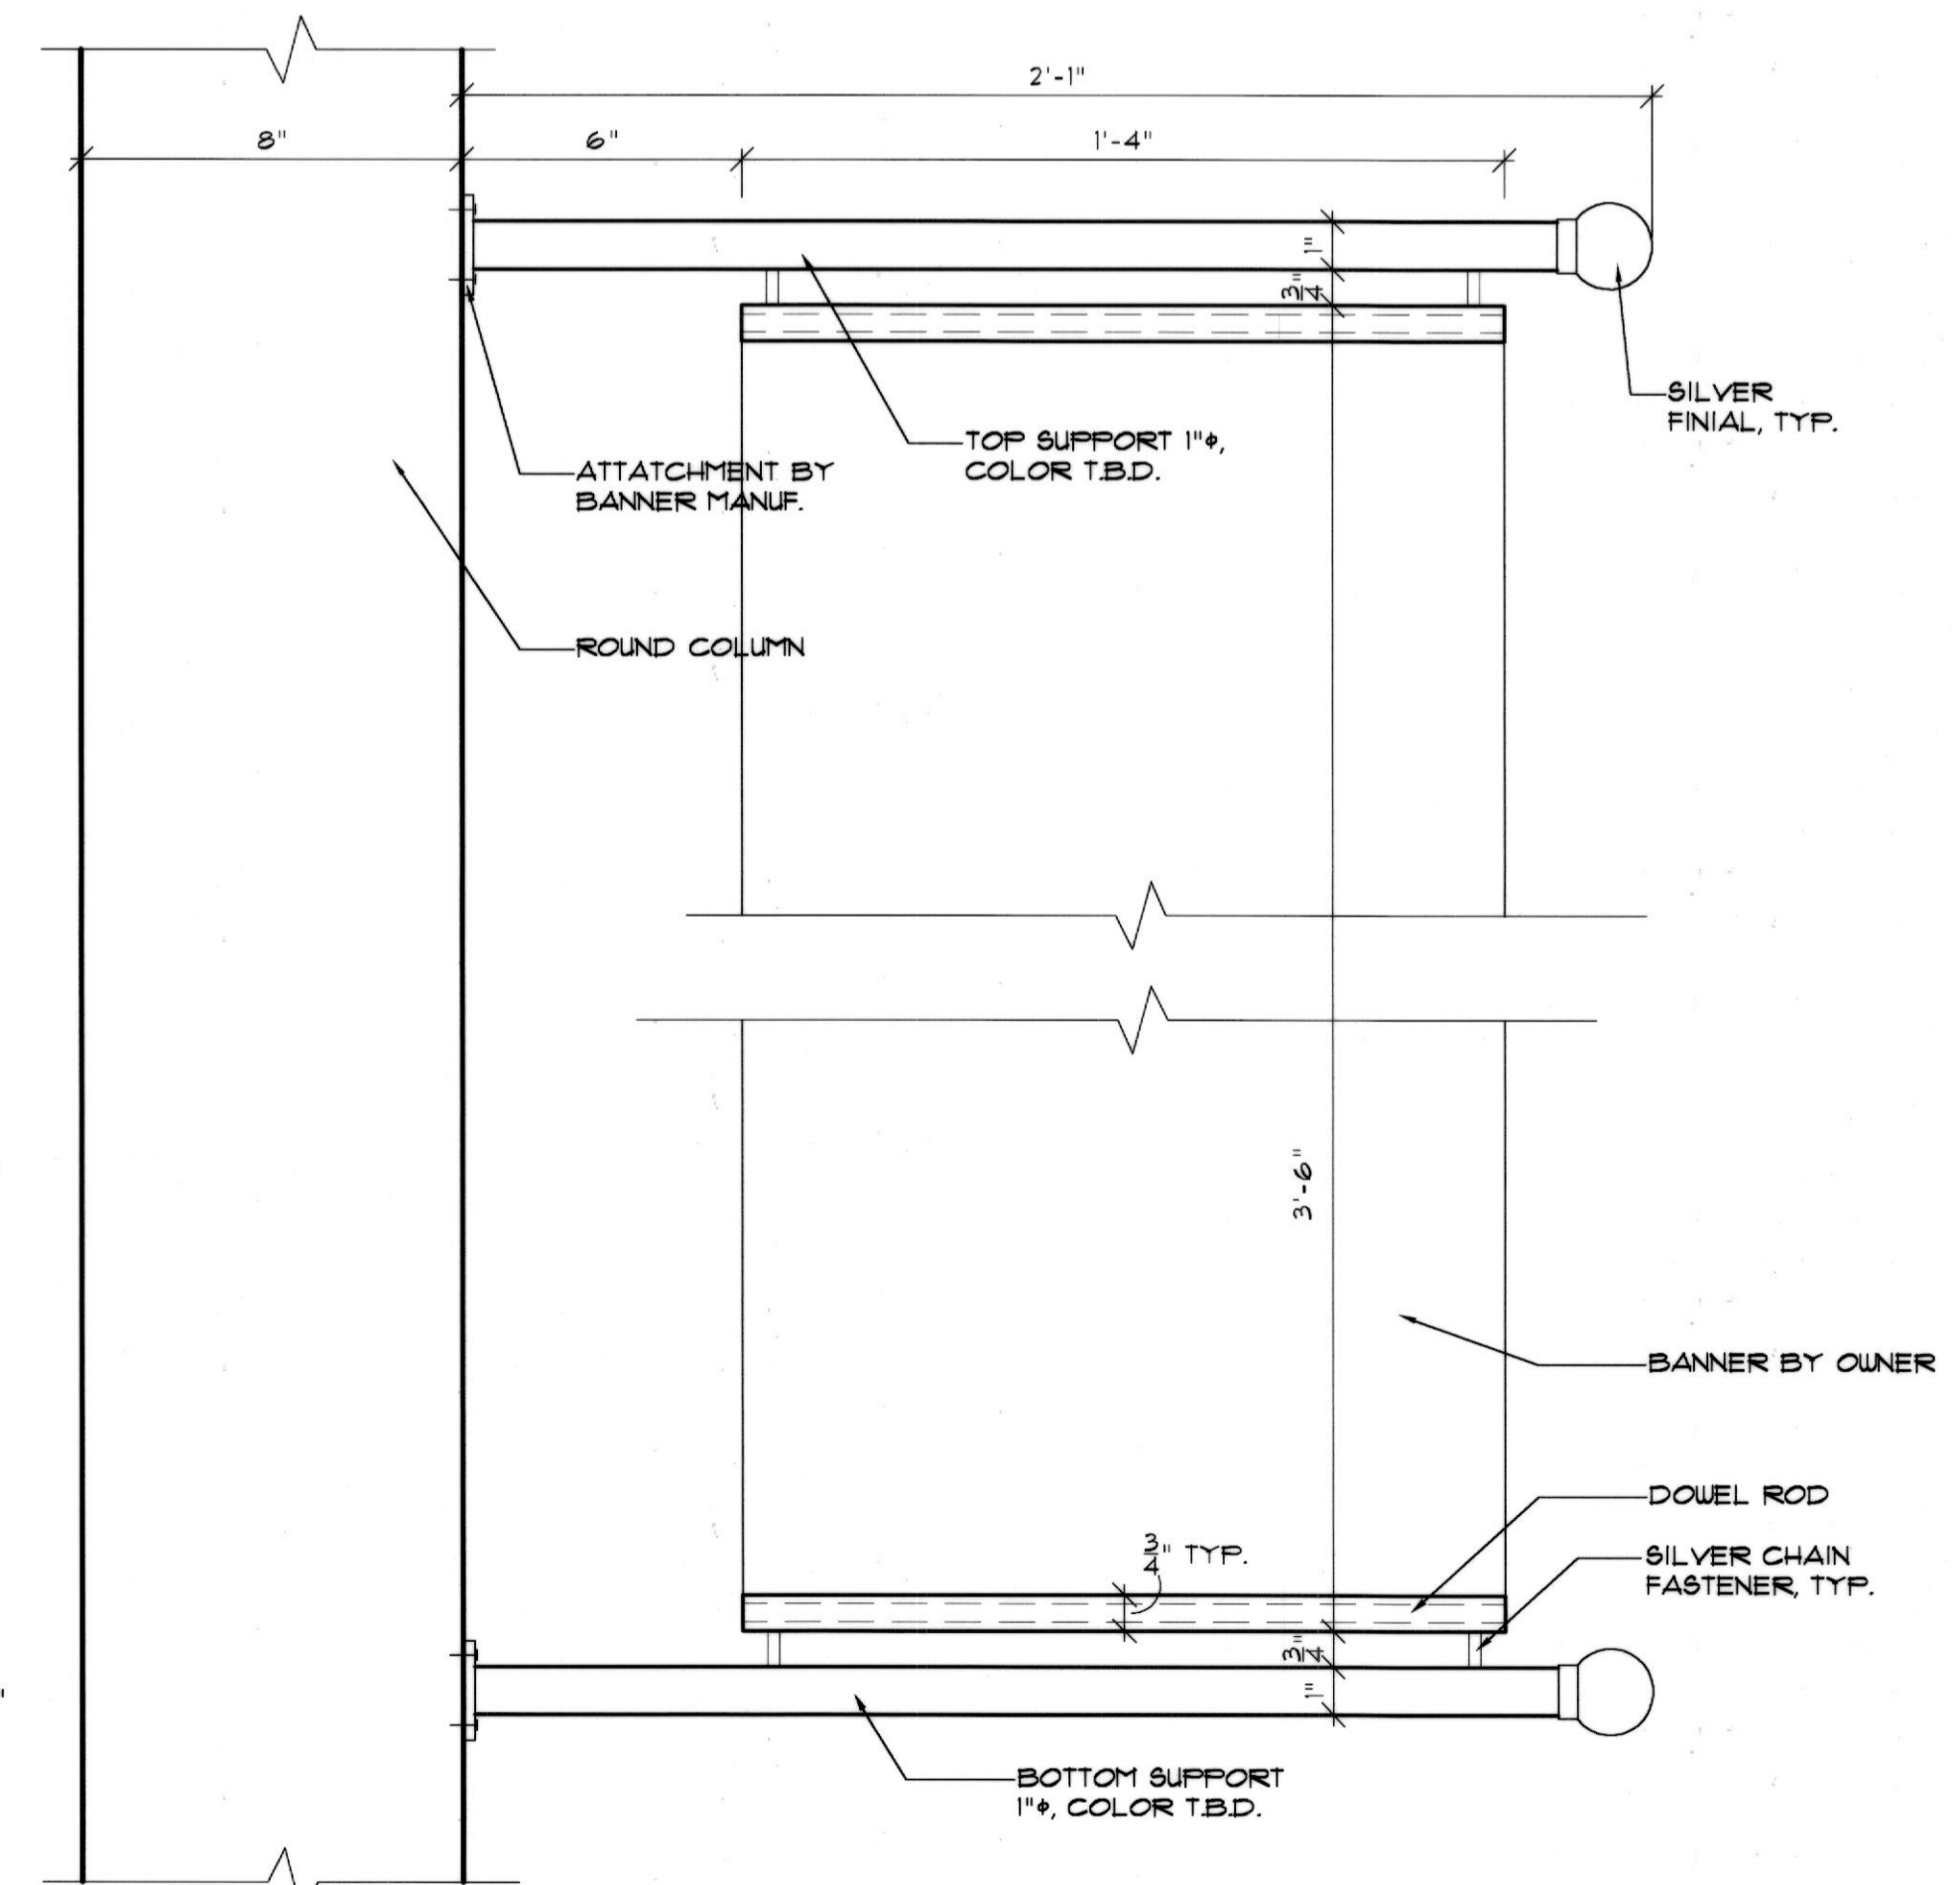 2'-1"
8"
6"
1'-4"
1"
3/4"
SILVER
FINIAL, TYP.
TOP SUPPORT 1"ϕ,
COLOR T.B.D.
ATTATCHMENT BY
BANNER MANUF.
ROUND COLUMN
3'-6"
BANNER BY OWNER
DOWEL ROD
3/4" TYP.
SILVER CHAIN
FASTENER, TYP.
3/4"
1"
"
BOTTOM SUPPORT
1"ϕ, COLOR T.B.D.